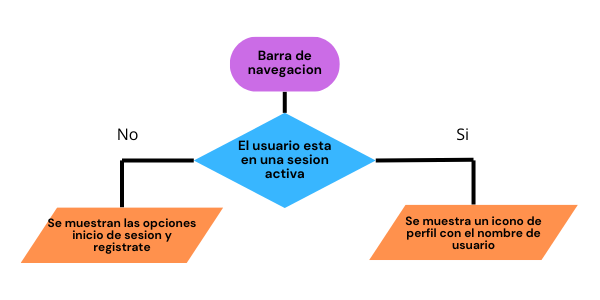 Barra de
navegacion
No
Si
El usuario esta
en una sesion
activa
Se muestran las opciones
inicio de sesion y
registrate
Se muestra un icono de
perfil con el nombre de
usuario